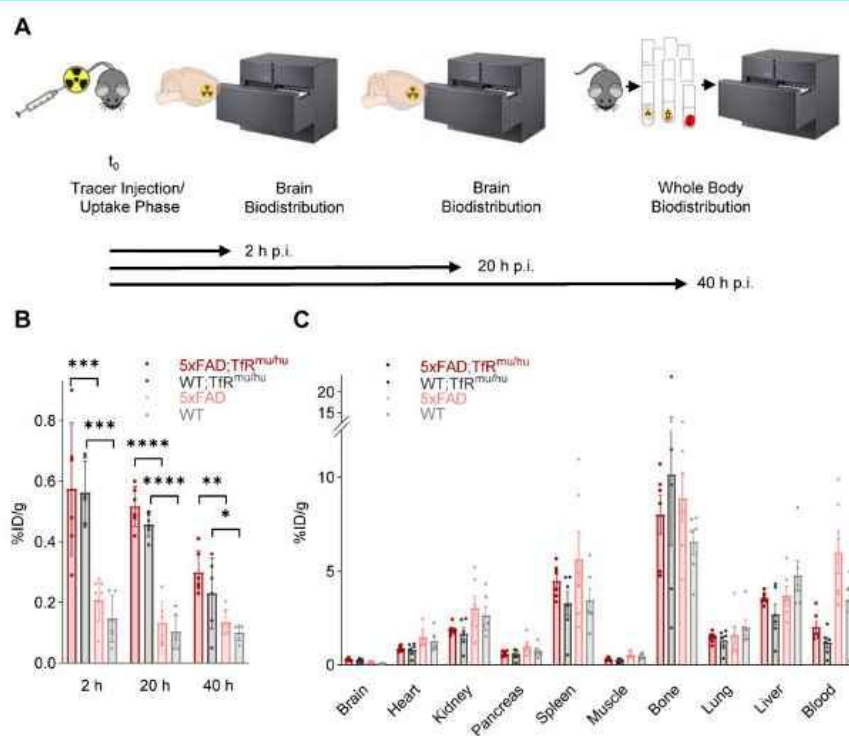 A
t0
Tracer Injection/
Uptake Phase
Brain
Biodistribution
Brain
Biodistribution
Whole Body
Biodistribution
2 h p.i.
20 h p.i.
40 h p.i.
B
5xFAD;TfRmu/hu
WT;TfRmu/hu
5xFAD
WT
***
***
****
****
**
*
%ID/g
0.8
0.6
0.4
0.2
0.0
2 h
20 h
40 h
C
5xFAD;TfRmu/hu
WT;TfRmu/hu
5xFAD
WT
%ID/g
20
15
10
5
0
Brain
Heart
Kidney
Pancreas
Spleen
Muscle
Bone
Lung
Liver
Blood